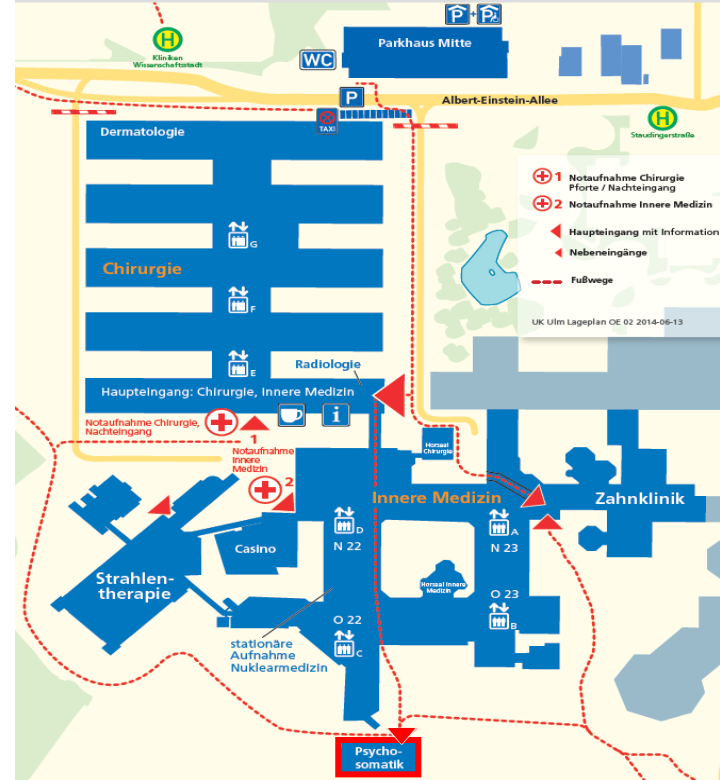 P + P
Parkhaus Mitte
H
Kliniken
Wissenschaftsstadt
WC
P
TAXI
Albert-Einstein-Allee
H
Staudingerstraße
Dermatologie
1 Notaufnahme Chirurgie
Pforte / Nachteingang
2 Notaufnahme Innere Medizin
Haupteingang mit Information
Nebeneingänge
Fußwege
UK Ulm Lageplan OE 02 2014-06-13
G
Chirurgie
F
E
Radiologie
Haupteingang: Chirurgie, Innere Medizin
i
Notaufnahme Chirurgie,
Nachteingang
1
Notaufnahme
Innere
Medizin
2
Hörsaal
Chirurgie
Innere Medizin
Zahnklinik
D
N 22
A
N 23
Casino
Strahlen-
therapie
Hörsaal Innere
Medizin
O 22
C
O 23
B
stationäre
Aufnahme
Nuklearmedizin
Psycho-
somatik